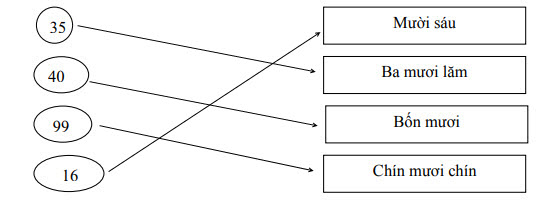 35
Mười sáu
40
Ba mươi lăm
99
Bốn mươi
16
Chín mươi chín